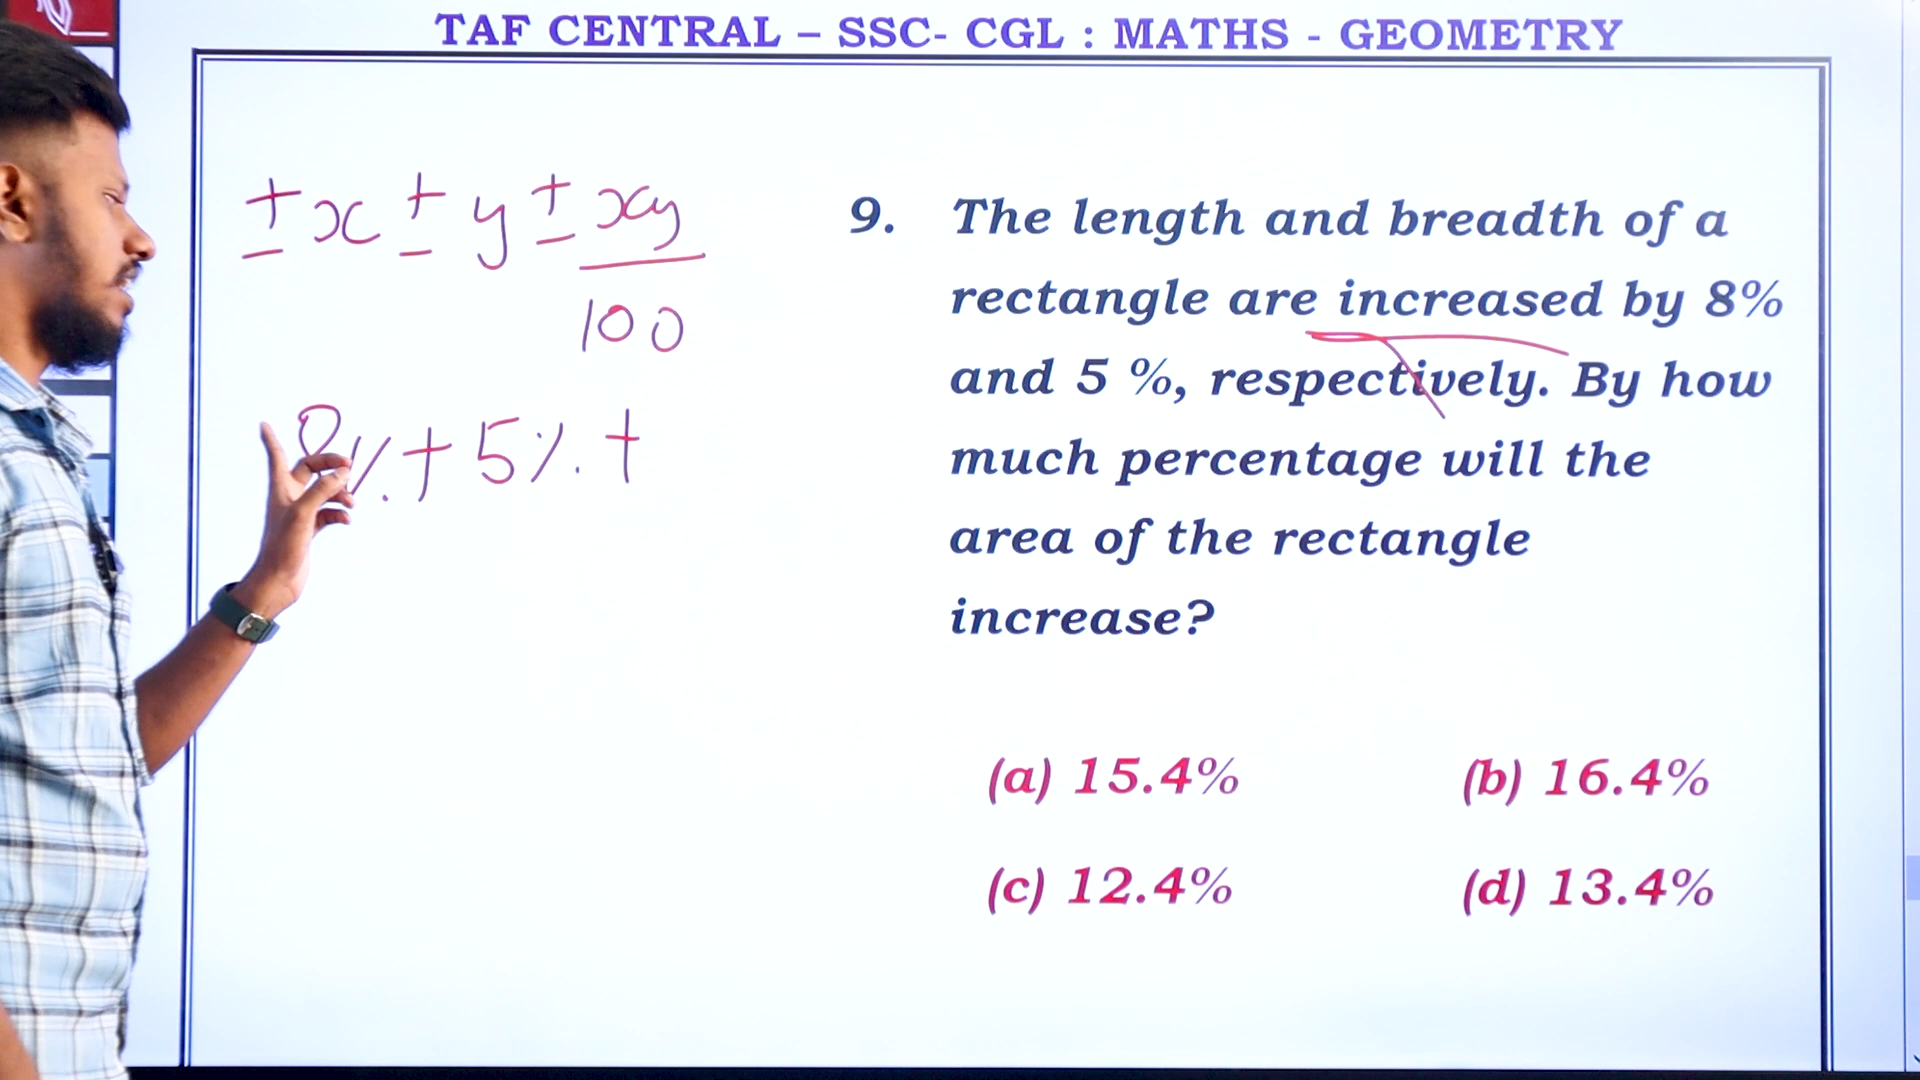 TAF CENTRAL – SSC- CGL : MATHS - GEOMETRY
± x ± y ± xy
100
8% + 5% +
9. The length and breadth of a
rectangle are increased by 8%
and 5 %, respectively. By how
much percentage will the
area of the rectangle
increase?
(a) 15.4% (b) 16.4%
(c) 12.4% (d) 13.4%